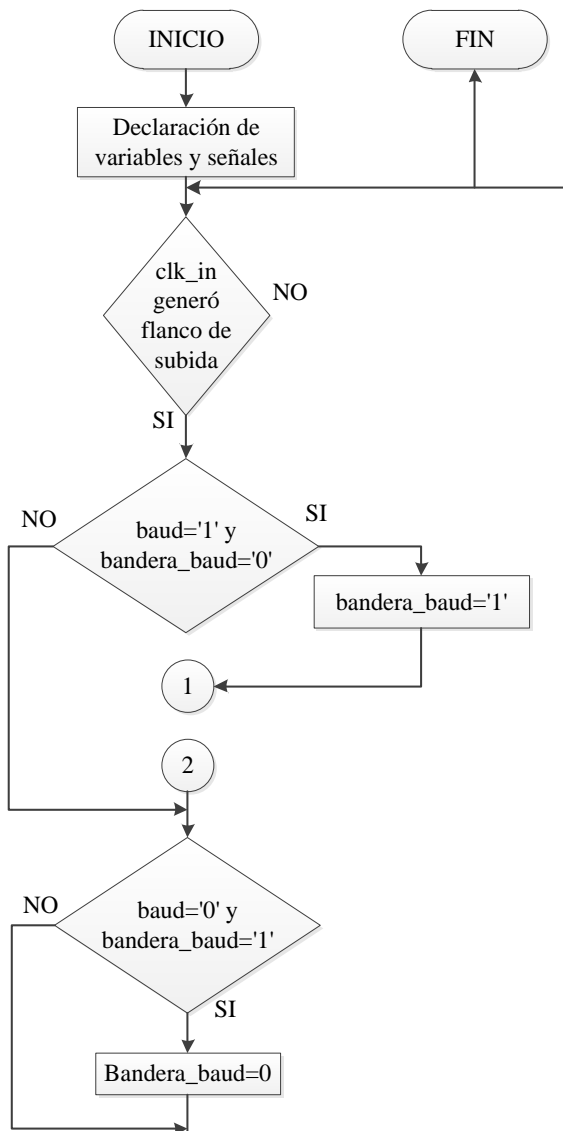 INICIO
FIN
Declaración de
variables y señales
clk_in
generó
flanco de
subida
NO
SI
NO
baud='1' y
bandera_baud='0'
SI
bandera_baud='1'
1
2
NO
baud='0' y
bandera_baud='1'
SI
Bandera_baud=0